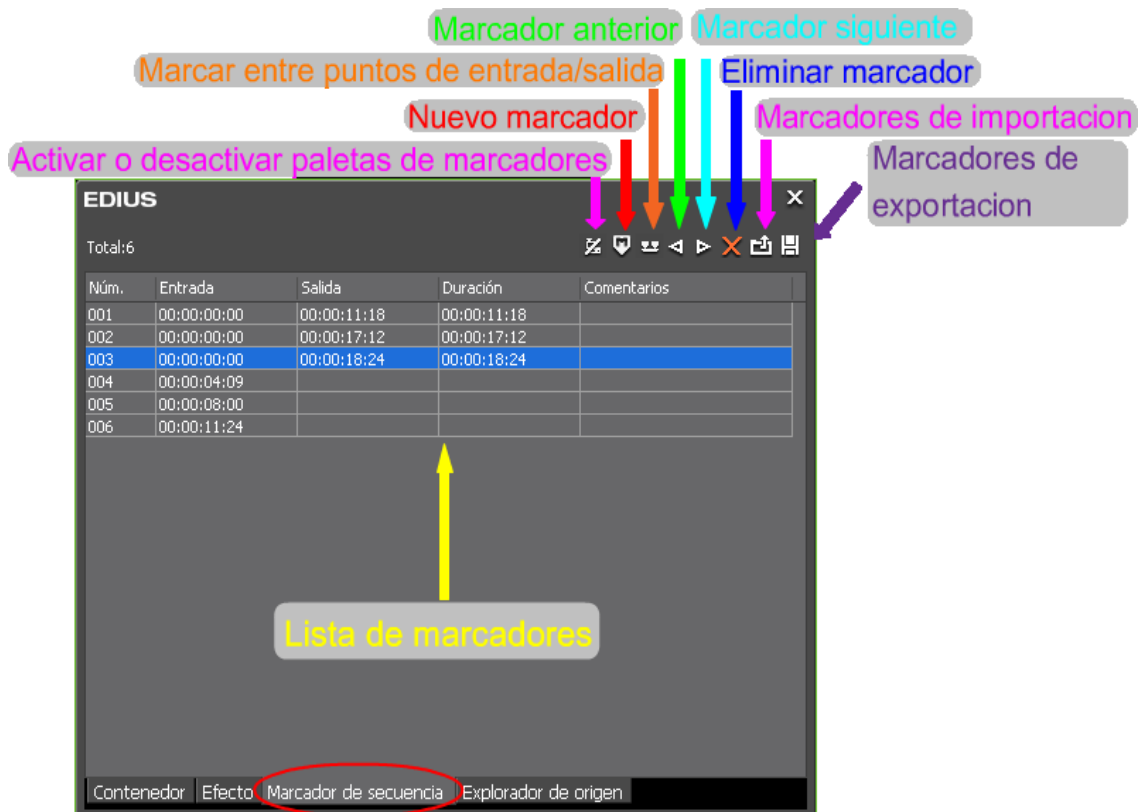 Marcador anterior Marcador siguiente
Marcar entre puntos de entrada/salida Eliminar marcador
Nuevo marcador Marcadores de importacion
Activar o desactivar paletas de marcadores Marcadores de
exportacion
EDIUS
Total:6
Núm. Entrada Salida Duración Comentarios
001 00:00:00:00 00:00:11:18 00:00:11:18
002 00:00:00:00 00:00:17:12 00:00:17:12
003 00:00:00:00 00:00:18:24 00:00:18:24
004 00:00:04:09
005 00:00:08:00
006 00:00:11:24
Lista de marcadores
Contenedor Efecto Marcador de secuencia Explorador de origen